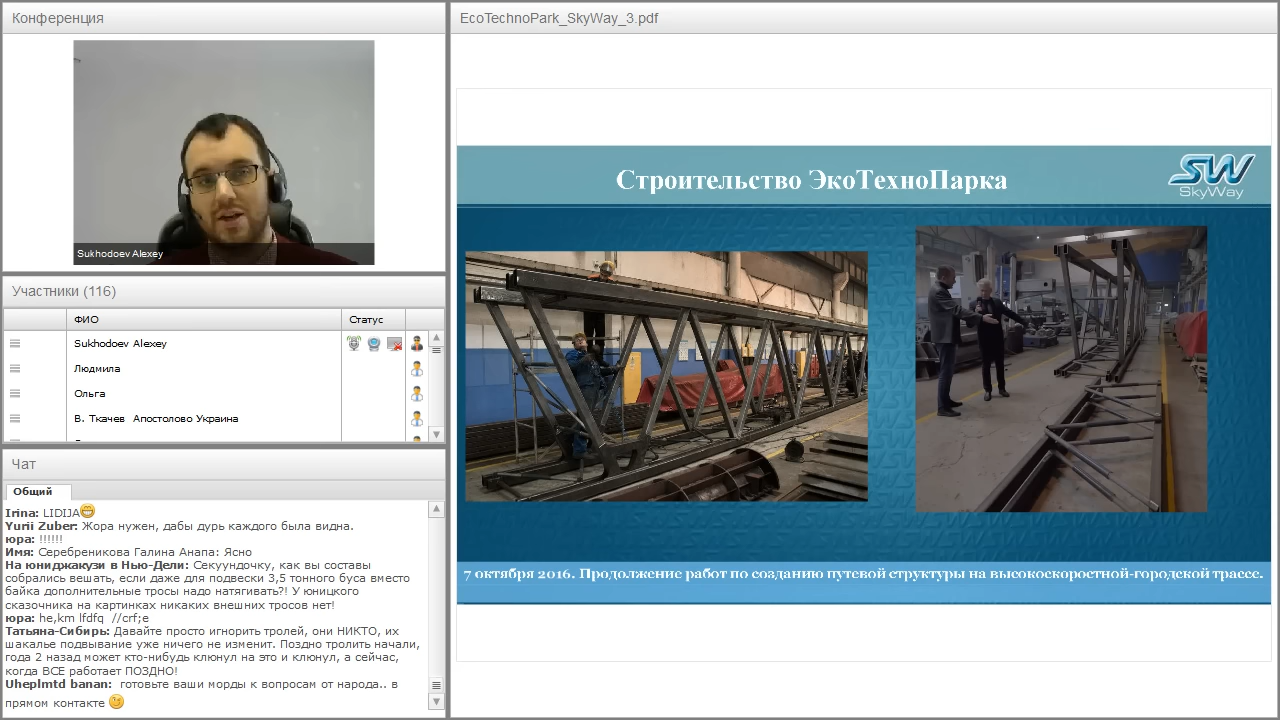 Конференция
Sukhodoev Alexey
Участники (116)
ФИО
Статус
Sukhodoev Alexey
Людмила
Ольга
В. Ткачев  Апостолово Украина
Чат
Общий
Irina: LIDIJA
Yurii Zuber: Жора нужен, дабы дурь каждого была видна.
юра: !!!!!!
Имя: Серебреникова Галина Анапа: Ясно
На юниджакузи в Нью-Дели: Секуундочку, как вы составы
собрались вешать, если даже для подвески 3,5 тонного буса вместо
байка дополнительные тросы надо натягивать?! У юницкого
сказочника на картинках никаких внешних тросов нет!
юра: he,km lfdfq  //crf;e
Татьяна-Сибирь: Давайте просто игнорить тролей, они НИКТО, их
шакалье подвывание уже ничего не изменит. Поздно тролить начали,
года 2 назад может кто-нибудь клюнул на это и клюнул, а сейчас,
когда ВСЕ работает ПОЗДНО!
Uheplmtd banan:  готовьте ваши морды к вопросам от народа.. в
прямом контакте
EcoTechnoPark_SkyWay_3.pdf
Строительство ЭкоТехноПарка
SW
SkyWay
7 октября 2016. Продолжение работ по созданию путевой структуры на высокоскоростной-городской трассе.